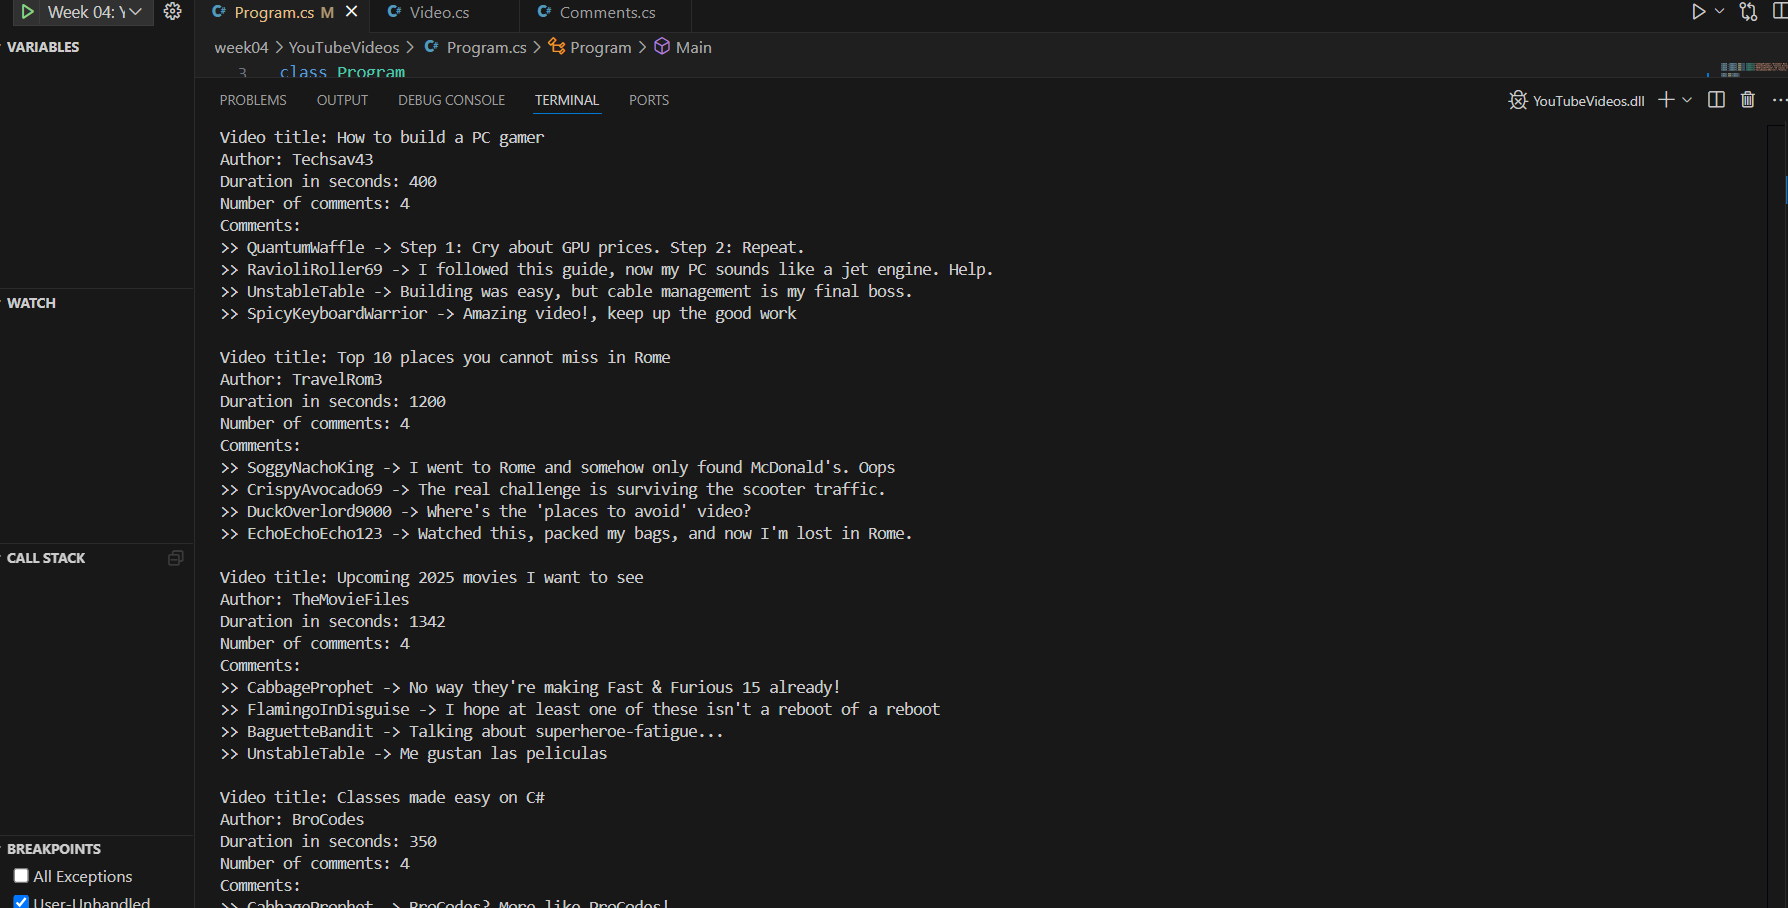 Week 04: Y
Program.cs M
Video.cs
Comments.cs
VARIABLES
week04 > YouTubeVideos > Program.cs > Program > Main
3 class Program
PROBLEMS OUTPUT DEBUG CONSOLE TERMINAL PORTS
YouTubeVideos.dll
Video title: How to build a PC gamer
Author: Techsav43
Duration in seconds: 400
Number of comments: 4
Comments:
>> QuantumWaffle -> Step 1: Cry about GPU prices. Step 2: Repeat.
>> RavioliRoller69 -> I followed this guide, now my PC sounds like a jet engine. Help.
>> UnstableTable -> Building was easy, but cable management is my final boss.
>> SpicyKeyboardWarrior -> Amazing video!, keep up the good work
WATCH
Video title: Top 10 places you cannot miss in Rome
Author: TravelRom3
Duration in seconds: 1200
Number of comments: 4
Comments:
>> SoggyNachoKing -> I went to Rome and somehow only found McDonald's. Oops
>> CrispyAvocado69 -> The real challenge is surviving the scooter traffic.
>> DuckOverlord9000 -> Where's the 'places to avoid' video?
>> EchoEchoEcho123 -> Watched this, packed my bags, and now I'm lost in Rome.
CALL STACK
Video title: Upcoming 2025 movies I want to see
Author: TheMovieFiles
Duration in seconds: 1342
Number of comments: 4
Comments:
>> CabbageProphet -> No way they're making Fast & Furious 15 already!
>> FlamingoInDisguise -> I hope at least one of these isn't a reboot of a reboot
>> BaguetteBandit -> Talking about superheroe-fatigue...
>> UnstableTable -> Me gustan las peliculas
Video title: Classes made easy on C#
Author: BroCodes
Duration in seconds: 350
Number of comments: 4
Comments:
>> CabbageProphet -> BroCodes? More like ProCodes!
BREAKPOINTS
All Exceptions
User-Unhandled